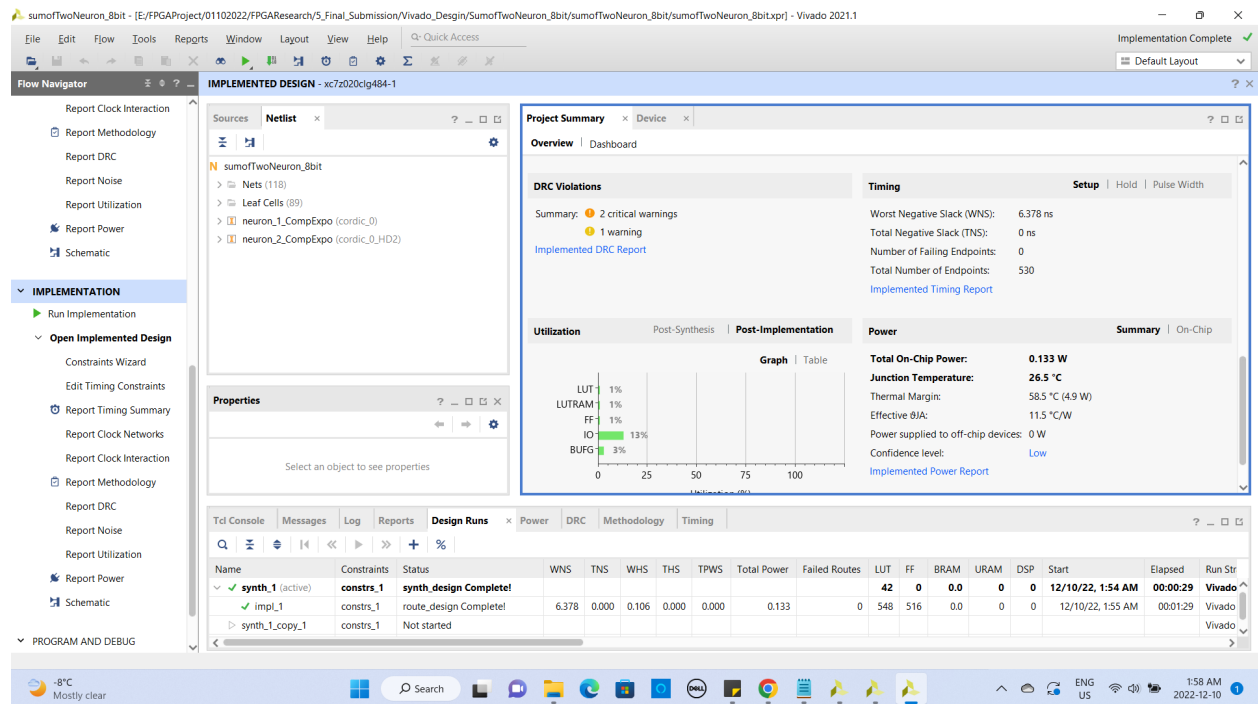 sumofTwoNeuron_8bit - [E:/FPGAProject/01102022/FPGAResearch/5_Final_Submission/Vivado_Desgin/SumofTwoNeuron_8bit/sumofTwoNeuron_8bit/sumofTwoNeuron_8bit.xpr] - Vivado 2021.1
File Edit Flow Tools Reports Window Layout View Help Quick Access
Implementation Complete
Default Layout
Flow Navigator
Report Clock Interaction
Report Methodology
Report DRC
Report Noise
Report Utilization
Report Power
Schematic
IMPLEMENTATION
Run Implementation
Open Implemented Design
Constraints Wizard
Edit Timing Constraints
Report Timing Summary
Report Clock Networks
Report Clock Interaction
Report Methodology
Report DRC
Report Noise
Report Utilization
Report Power
Schematic
PROGRAM AND DEBUG
IMPLEMENTED DESIGN - xc7z020clg484-1
Sources Netlist
N sumofTwoNeuron_8bit
Nets (118)
Leaf Cells (89)
neuron_1_CompExpo (cordic_0)
neuron_2_CompExpo (cordic_0_HD2)
Properties
Select an object to see properties
Project Summary Device
Overview | Dashboard
DRC Violations
Summary: 2 critical warnings
1 warning
Implemented DRC Report
Timing Setup | Hold | Pulse Width
Worst Negative Slack (WNS): 6.378 ns
Total Negative Slack (TNS): 0 ns
Number of Failing Endpoints: 0
Total Number of Endpoints: 530
Implemented Timing Report
Utilization Post-Synthesis | Post-Implementation
Graph | Table
LUT 1%
LUTRAM 1%
FF 1%
IO 13%
BUFG 3%
0 25 50 75 100
Utilization (%)
Power Summary | On-Chip
Total On-Chip Power: 0.133 W
Junction Temperature: 26.5 °C
Thermal Margin: 58.5 °C (4.9 W)
Effective ϑJA: 11.5 °C/W
Power supplied to off-chip devices: 0 W
Confidence level: Low
Implemented Power Report
Tcl Console Messages Log Reports Design Runs Power DRC Methodology Timing
Name Constraints Status WNS TNS WHS THS TPWS Total Power Failed Routes LUT FF BRAM URAM DSP Start Elapsed Run Str
synth_1 (active) constrs_1 synth_design Complete! 42 0 0.0 0 0 12/10/22, 1:54 AM 00:00:29 Vivado
impl_1 constrs_1 route_design Complete! 6.378 0.000 0.106 0.000 0.000 0.133 0 548 516 0.0 0 0 12/10/22, 1:55 AM 00:01:29 Vivado
synth_1_copy_1 constrs_1 Not started Vivado
-8°C
Mostly clear
Search
DELL
ENG
US
1:58 AM
2022-12-10
1